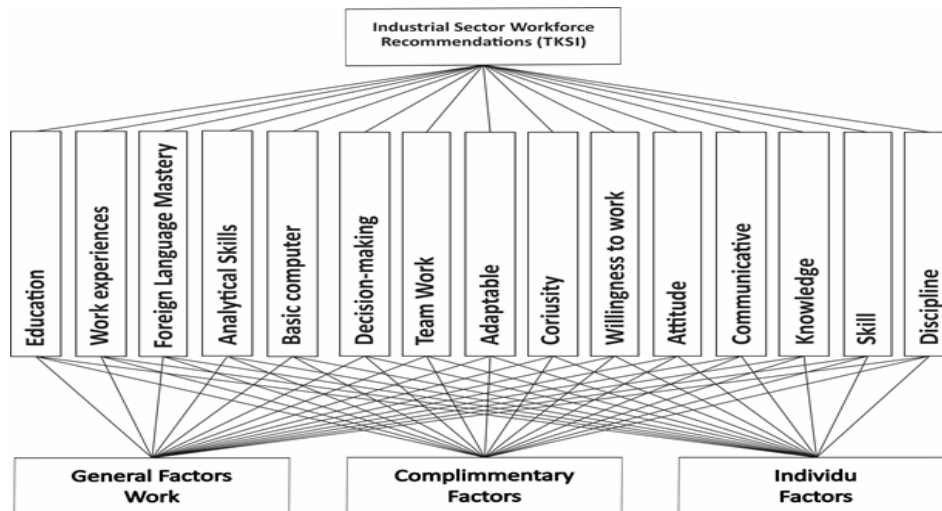 Industrial Sector Workforce
Recommendations (TKSI)
Education
Work experiences
Foreign Language Mastery
Analytical Skills
Basic computer
Decision-making
Team Work
Adaptable
Coriusity
Willingness to work
Attitude
Communicative
Knowledge
Skill
Discipline
General Factors
Work
Complimmentary
Factors
Individu
Factors